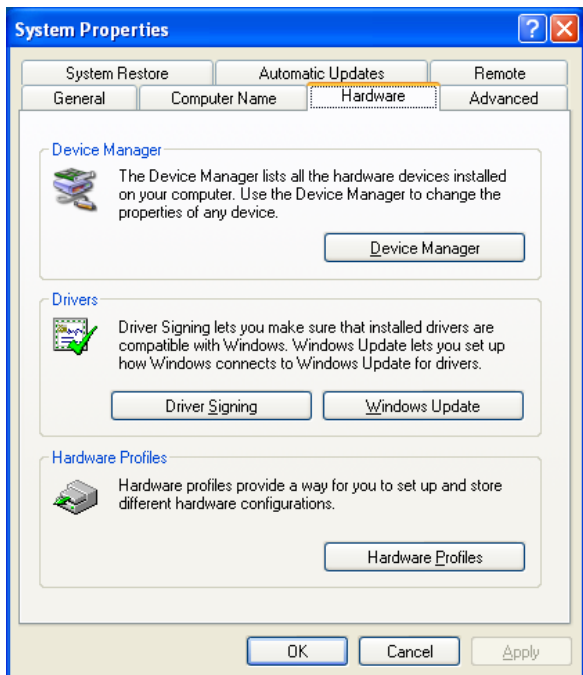 System Properties
System Restore
Automatic Updates
Remote
General
Computer Name
Hardware
Advanced
Device Manager
The Device Manager lists all the hardware devices installed
on your computer. Use the Device Manager to change the
properties of any device.
Device Manager
Drivers
Driver Signing lets you make sure that installed drivers are
compatible with Windows. Windows Update lets you set up
how Windows connects to Windows Update for drivers.
Driver Signing
Windows Update
Hardware Profiles
Hardware profiles provide a way for you to set up and store
different hardware configurations.
Hardware Profiles
OK
Cancel
Apply